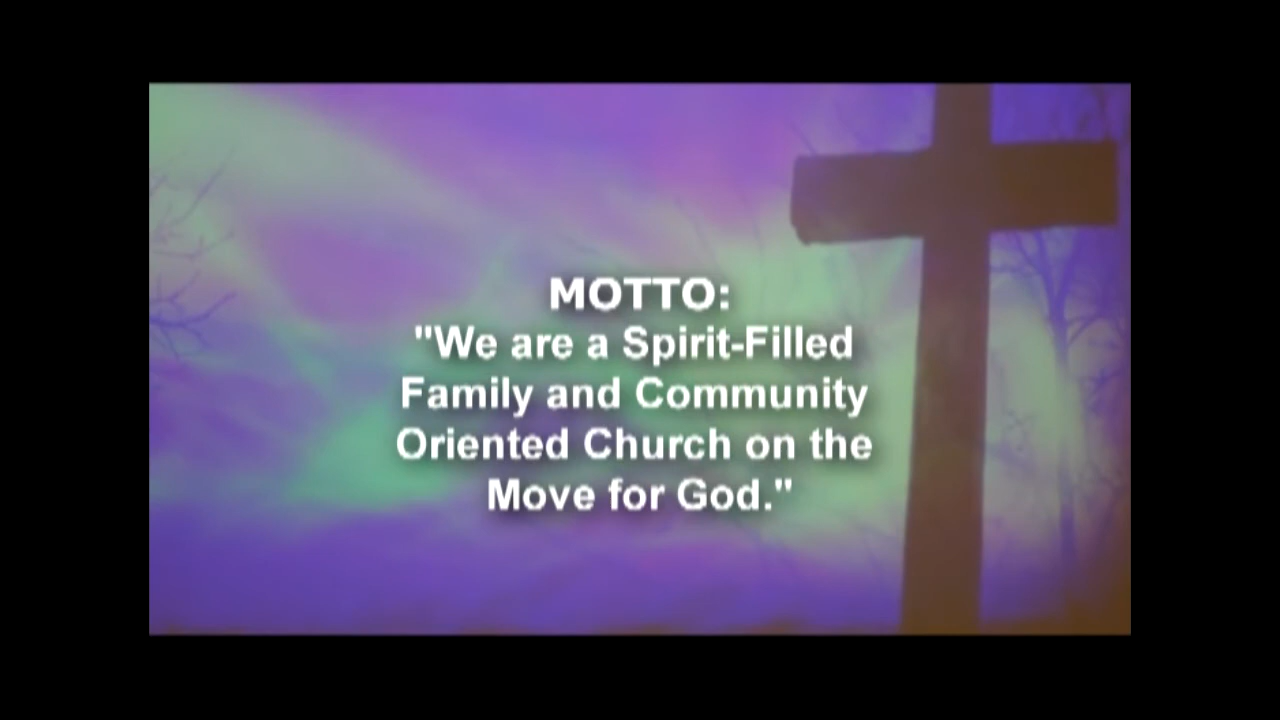 MOTTO:
"We are a Spirit-Filled
Family and Community
Oriented Church on the
Move for God."